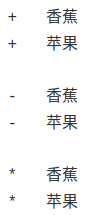 + 香蕉
+ 苹果
- 香蕉
- 苹果
* 香蕉
* 苹果